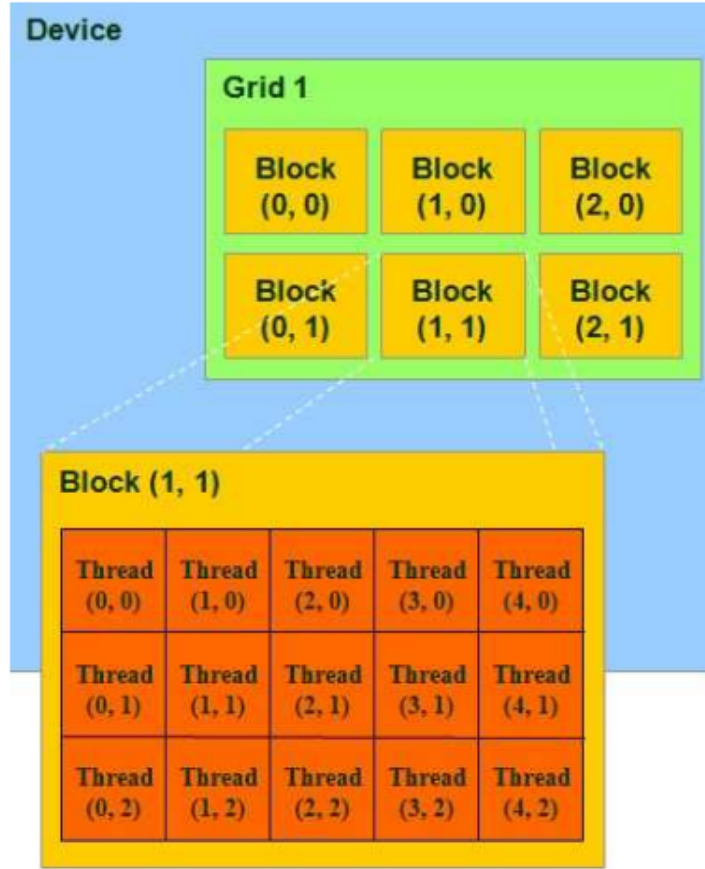 Device
Grid 1
Block Block Block
(0, 0) (1, 0) (2, 0)
Block Block Block
(0, 1) (1, 1) (2, 1)
Block (1, 1)
Thread Thread Thread Thread Thread
(0, 0) (1, 0) (2, 0) (3, 0) (4, 0)
Thread Thread Thread Thread Thread
(0, 1) (1, 1) (2, 1) (3, 1) (4, 1)
Thread Thread Thread Thread Thread
(0, 2) (1, 2) (2, 2) (3, 2) (4, 2)